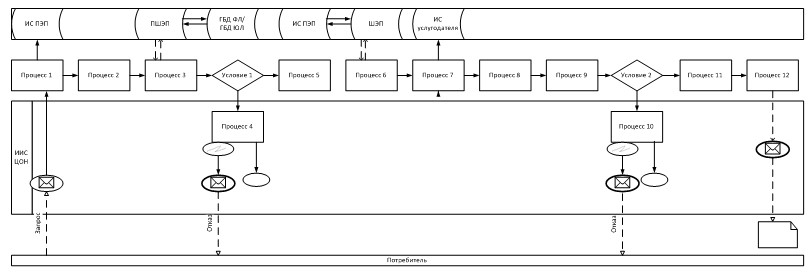 ИС ПЭП
ПШЭП
ГБД ФЛ/
ГБД ЮЛ
ИС ПЭП
ШЭП
ИС
услугодателя
Процесс 1
Процесс 2
Процесс 3
Условие 1
Процесс 5
Процесс 6
Процесс 7
Процесс 8
Процесс 9
Условие 2
Процесс 11
Процесс 12
Процесс 4
Процесс 10
ИИС
ЦОН
Запрос
Отказ
Отказ
Потребитель